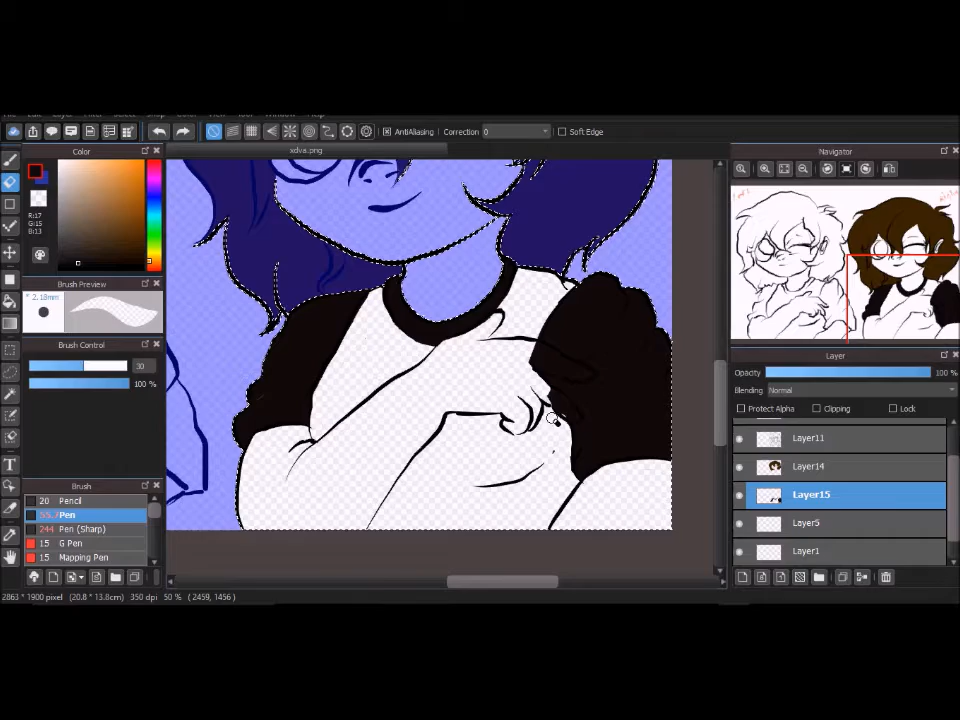 AntiAliasing Correction 0 Soft Edge
Color
xdva.png
Navigator
R:17
G:15
B:13
Brush Preview
* 2.18mm
Brush Control
30
100 %
Layer
Opacity 100 %
Blending Normal
Protect Alpha Clipping Lock
Layer11
Layer14
Layer15
Layer5
Layer1
Brush
20 Pencil
55.7 Pen
244 Pen (Sharp)
15 G Pen
15 Mapping Pen
2863 * 1900 pixel (20.8 * 13.8cm) 350 dpi 50 % ( 2459, 1456 )